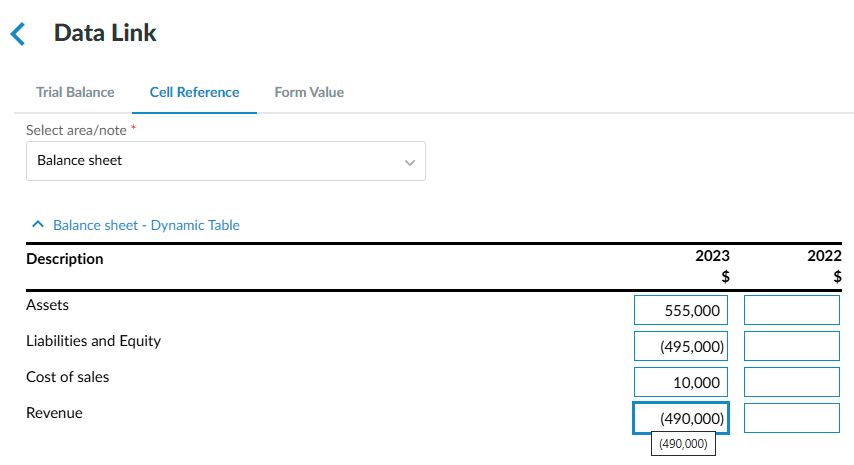 Data Link
Trial Balance Cell Reference Form Value
Select area/note *
Balance sheet
Balance sheet - Dynamic Table
Description 2023 2022
$ $
Assets 555,000
Liabilities and Equity (495,000)
Cost of sales 10,000
Revenue (490,000)
(490,000)